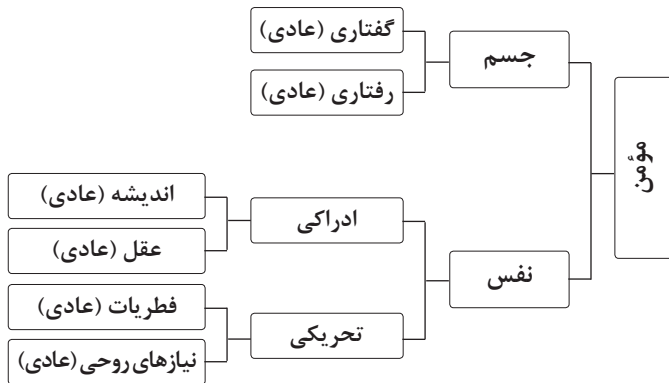 مؤمن
جسم
گفتاری (عادی)
رفتاری (عادی)
نفس
ادراکی
اندیشه (عادی)
عقل (عادی)
تحریکی
فطریات (عادی)
نیازهای روحی (عادی)